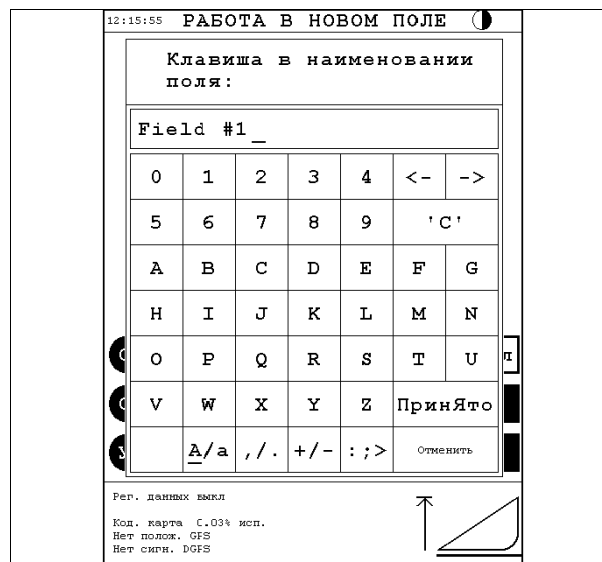 12:15:55 РАБОТА В НОВОМ ПОЛЕ
Клавиша в наименовании
поля:
Field #1_
0 1 2 3 4 <- ->
5 6 7 8 9 'C'
A B C D E F G
H I J K L M N
O P Q R S T U
V W X Y Z ПринЯто
A/a ,/. +/- :;> Отменить
Рег. данных выкл
Код. карта 0.03% исп.
Нет полож. GPS
Нет сигн. DGPS